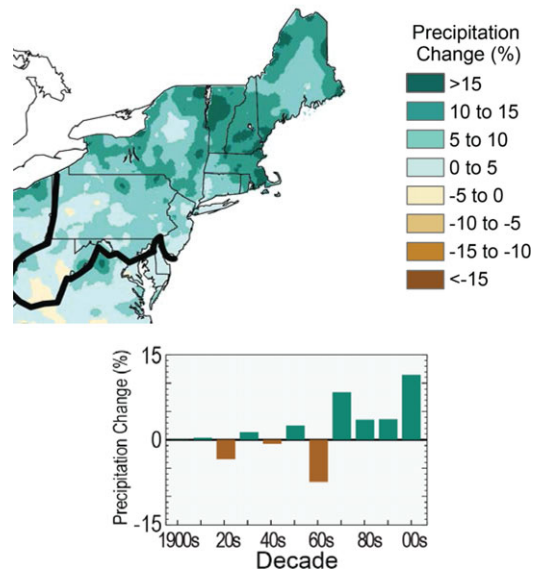 Precipitation
Change (%)
>15
10 to 15
5 to 10
0 to 5
-5 to 0
-10 to -5
-15 to -10
<-15
Precipitation Change (%)
15
0
-15
1900s 20s 40s 60s 80s 00s
Decade